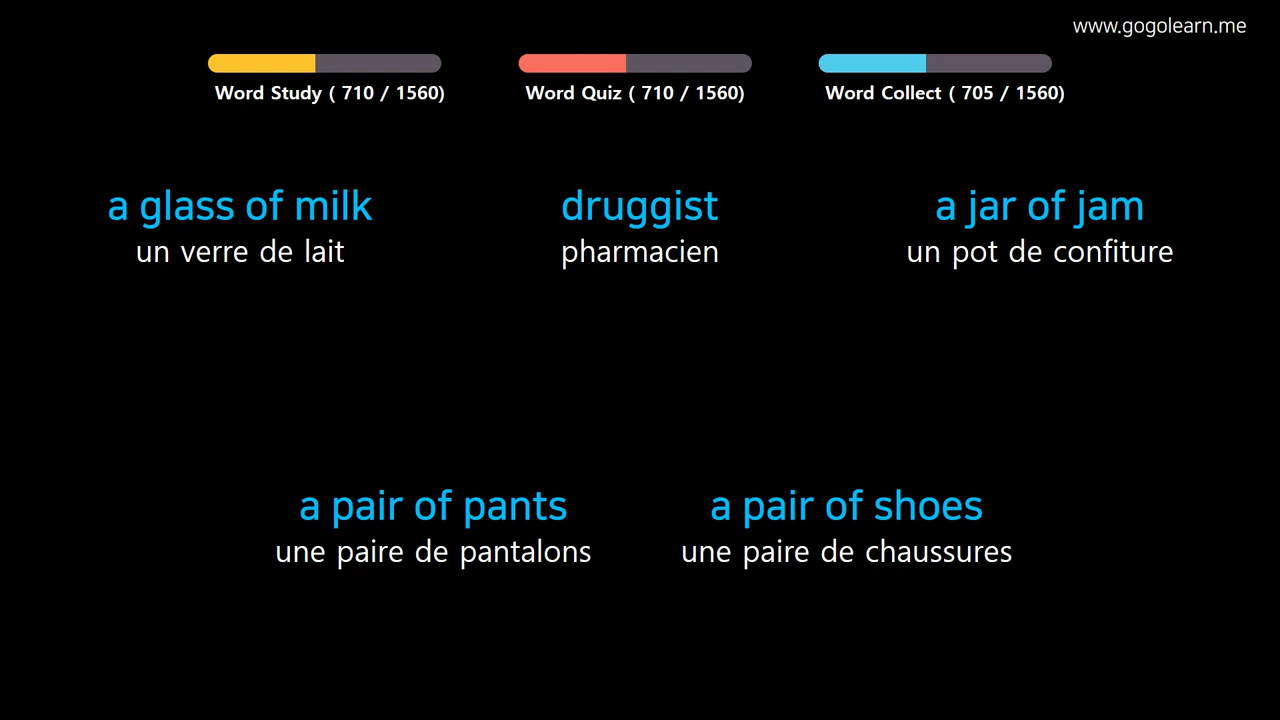 www.gogolearn.me
Word Study ( 710 / 1560)
Word Quiz ( 710 / 1560)
Word Collect ( 705 / 1560)
a glass of milk
un verre de lait
druggist
pharmacien
a jar of jam
un pot de confiture
a pair of pants
une paire de pantalons
a pair of shoes
une paire de chaussures